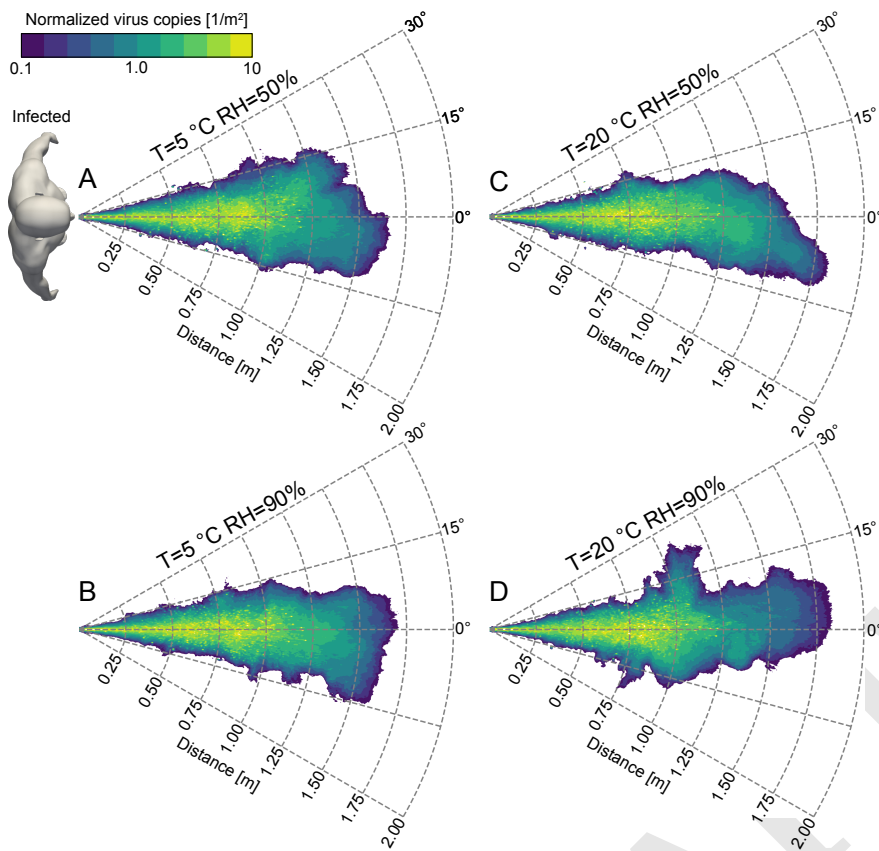 Normalized virus copies [1/m²]
0.1 1.0 10
Infected
A
T=5 °C RH=50%
30°
15°
0°
0.25
0.50
0.75
1.00
1.25
1.50
1.75
2.00
Distance [m]
C
T=20 °C RH=50%
30°
15°
0°
0.25
0.50
0.75
1.00
1.25
1.50
1.75
2.00
Distance [m]
B
T=5 °C RH=90%
30°
15°
0°
0.25
0.50
0.75
1.00
1.25
1.50
1.75
2.00
Distance [m]
D
T=20 °C RH=90%
30°
15°
0°
0.25
0.50
0.75
1.00
1.25
1.50
1.75
2.00
Distance [m]